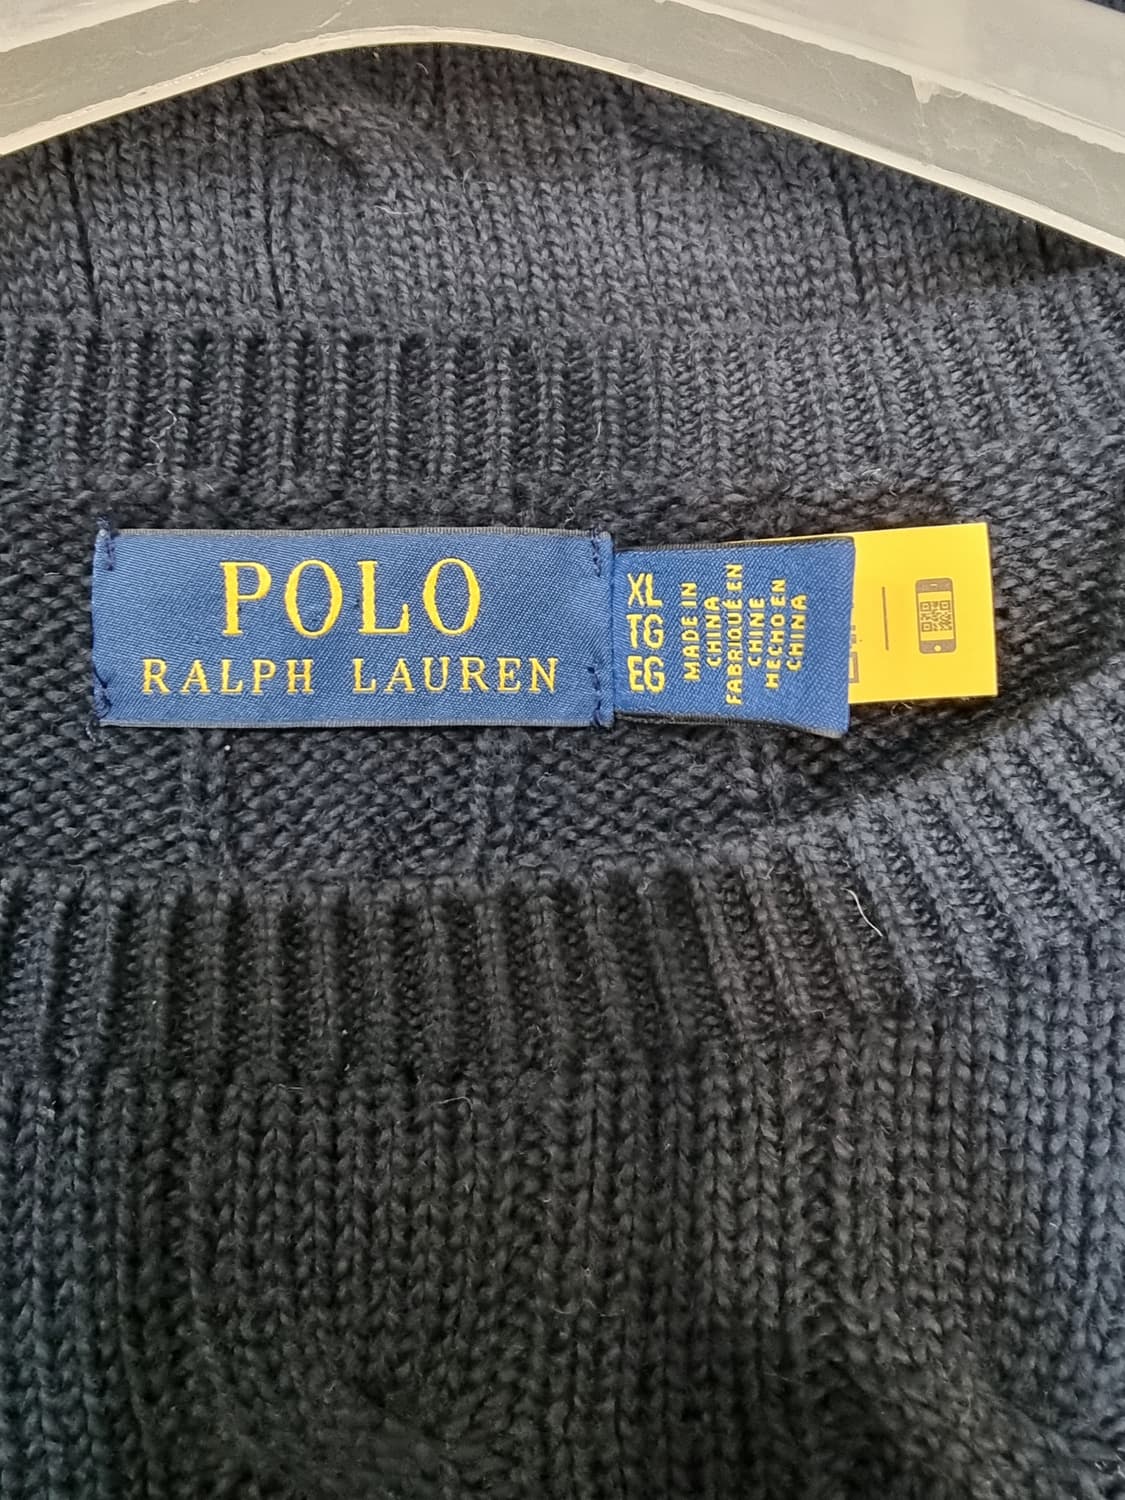 POLO
RALPH LAUREN
XL
TG
EG
MADE IN
CHINA
FABRIQUÉ EN
CHINE
HECHO EN
CHINA